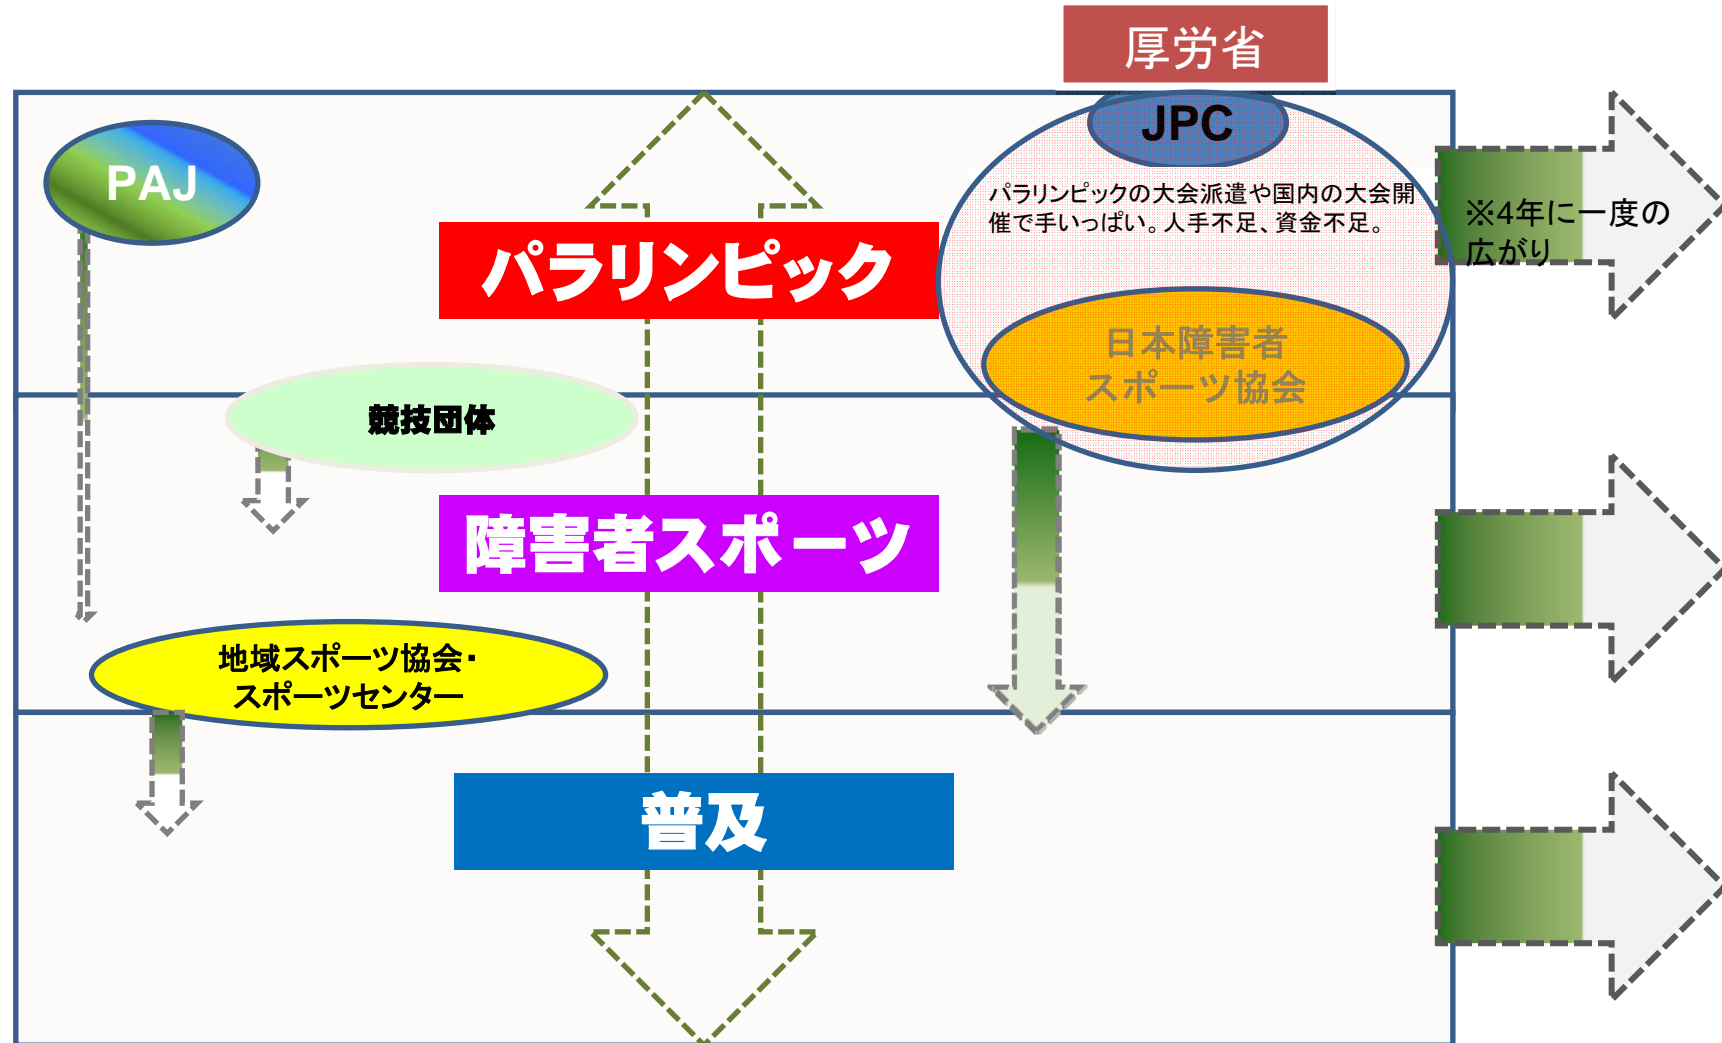 厚労省
JPC
PAJ
パラリンピックの大会派遣や国内の大会開
催で手いっぱい。人手不足、資金不足。
※4年に一度の
広がり
パラリンピック
日本障害者
スポーツ協会
競技団体
障害者スポーツ
地域スポーツ協会・
スポーツセンター
普及